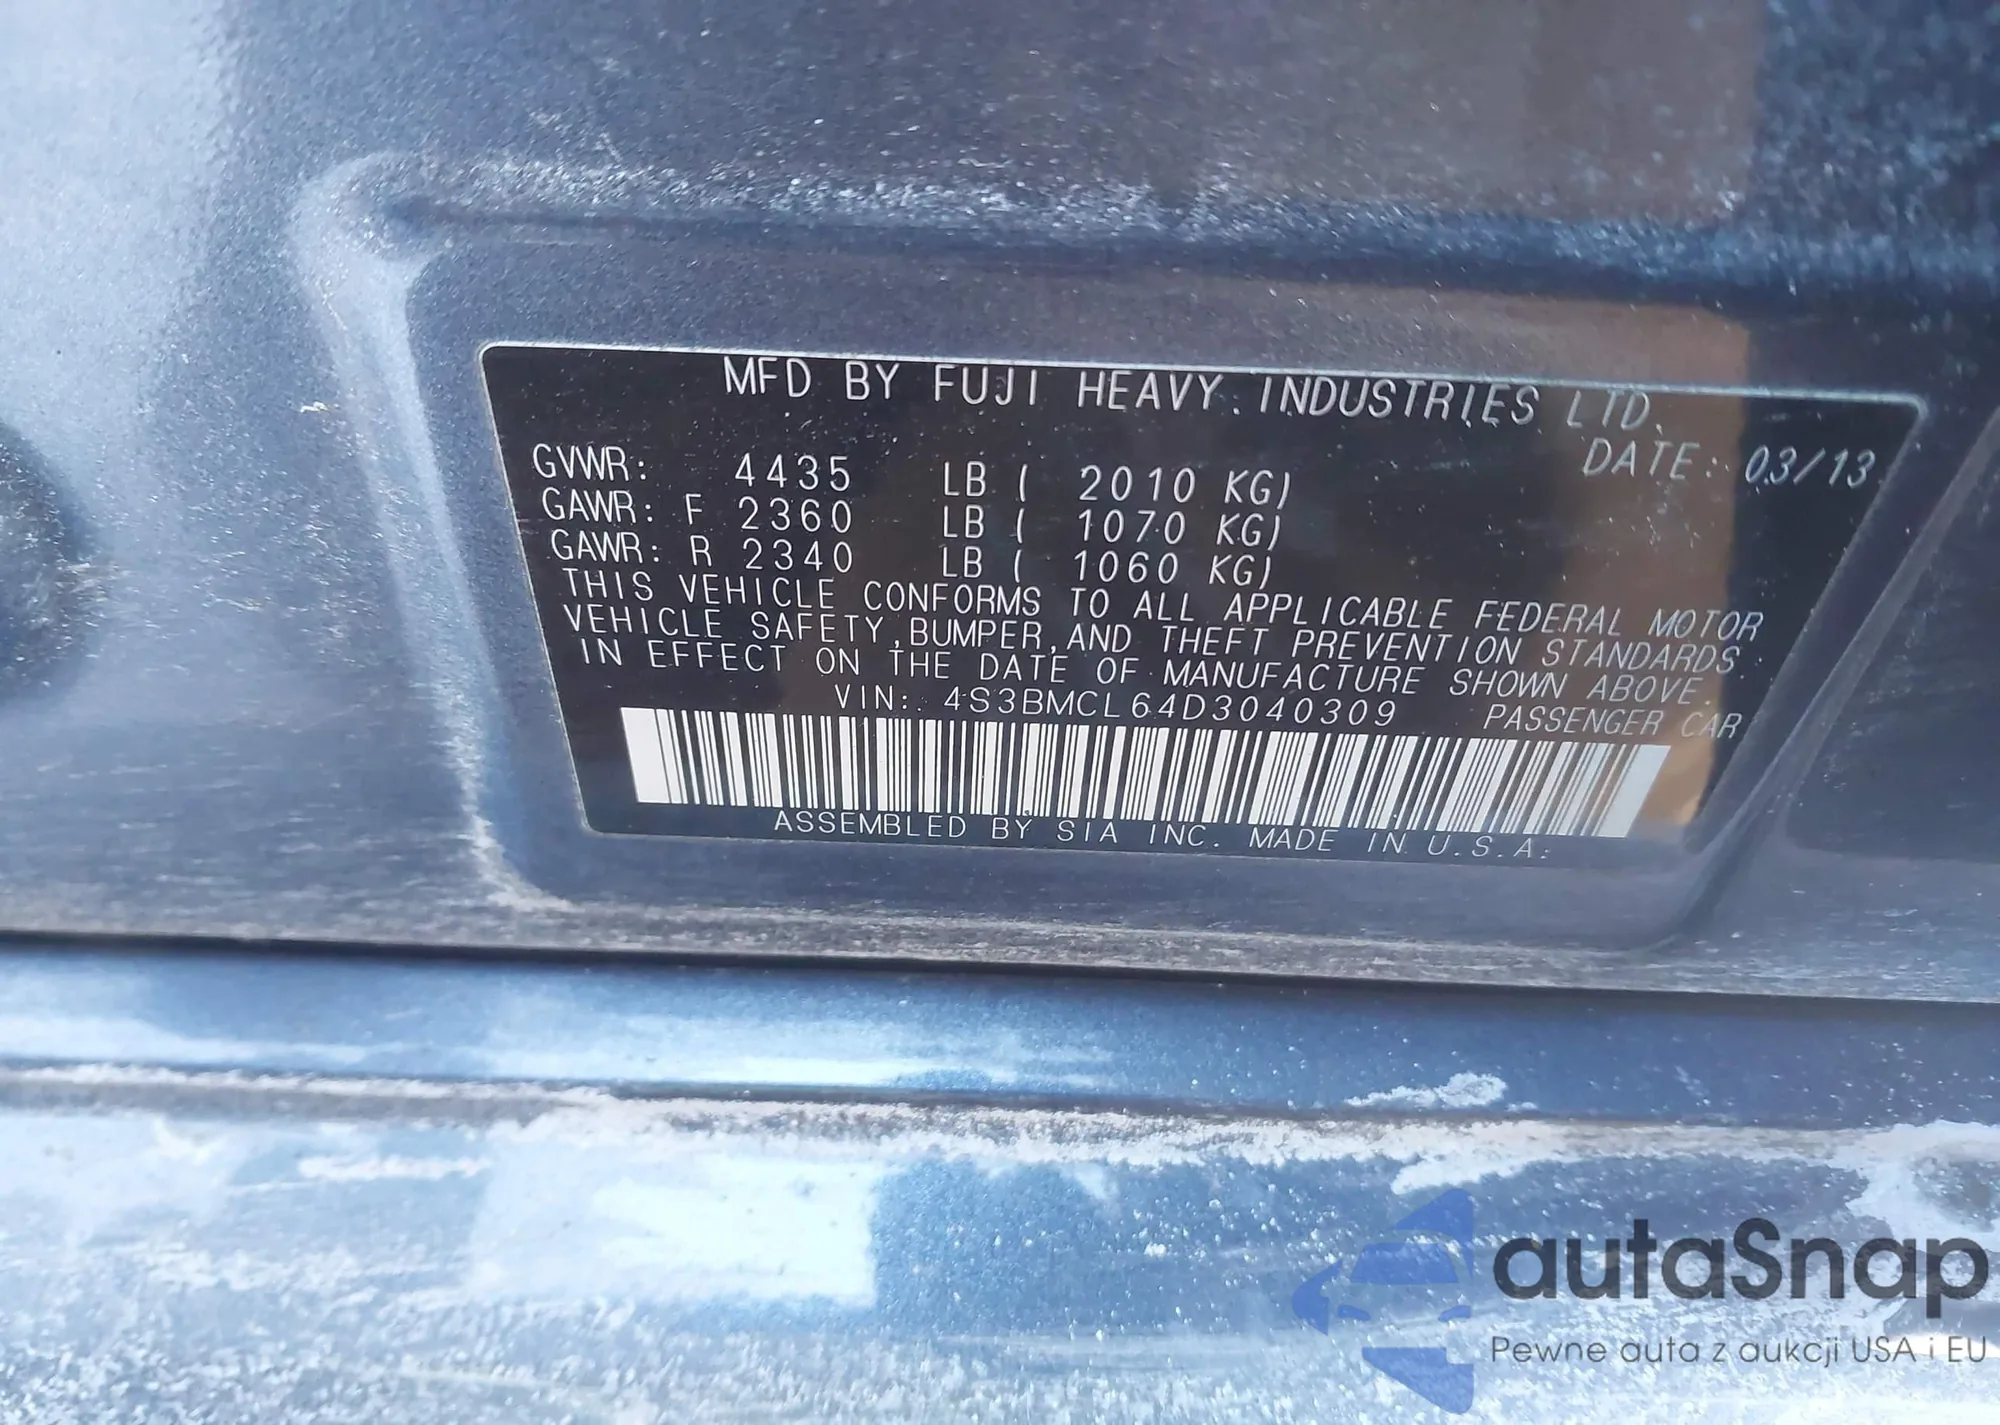 MFD BY FUJI HEAVY INDUSTRIES LTD.
DATE: 03/13
GVWR: 4435 LB ( 2010 KG)
GAWR: F 2360 LB ( 1070 KG)
GAWR: R 2340 LB ( 1060 KG)
THIS VEHICLE CONFORMS TO ALL APPLICABLE FEDERAL MOTOR
VEHICLE SAFETY,BUMPER,AND THEFT PREVENTION STANDARDS
IN EFFECT ON THE DATE OF MANUFACTURE SHOWN ABOVE.
VIN: 4S3BMCL64D3040309 PASSENGER CAR
ASSEMBLED BY SIA INC. MADE IN U.S.A.
autaSnap
Pewne auta z aukcji USA i EU